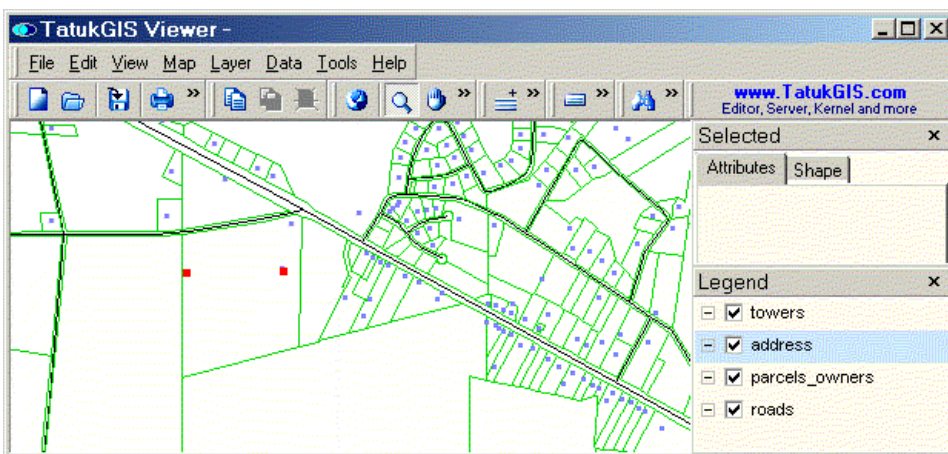 TatukGIS Viewer -
File Edit View Map Layer Data Tools Help
» » » » » »
www.TatukGIS.com
Editor, Server, Kernel and more
Selected
Attributes Shape
Legend
towers
address
parcels_owners
roads